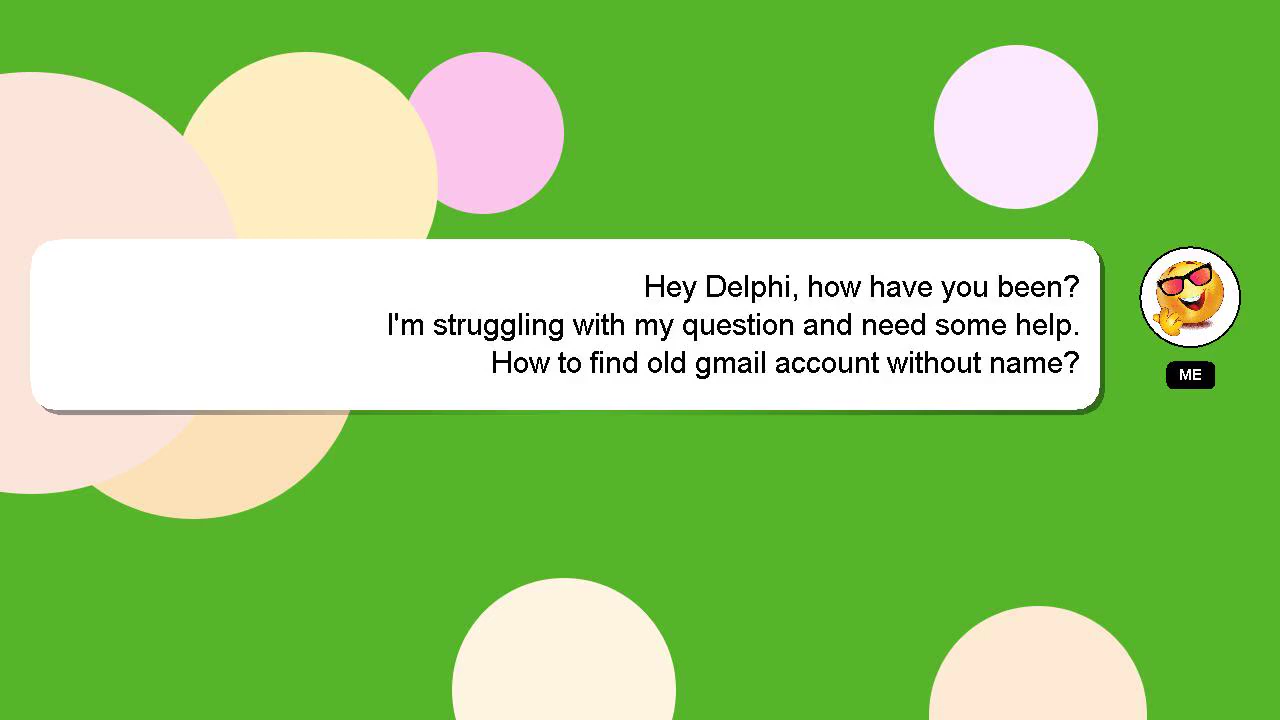 Hey Delphi, how have you been?
I'm struggling with my question and need some help.
How to find old gmail account without name?
ME